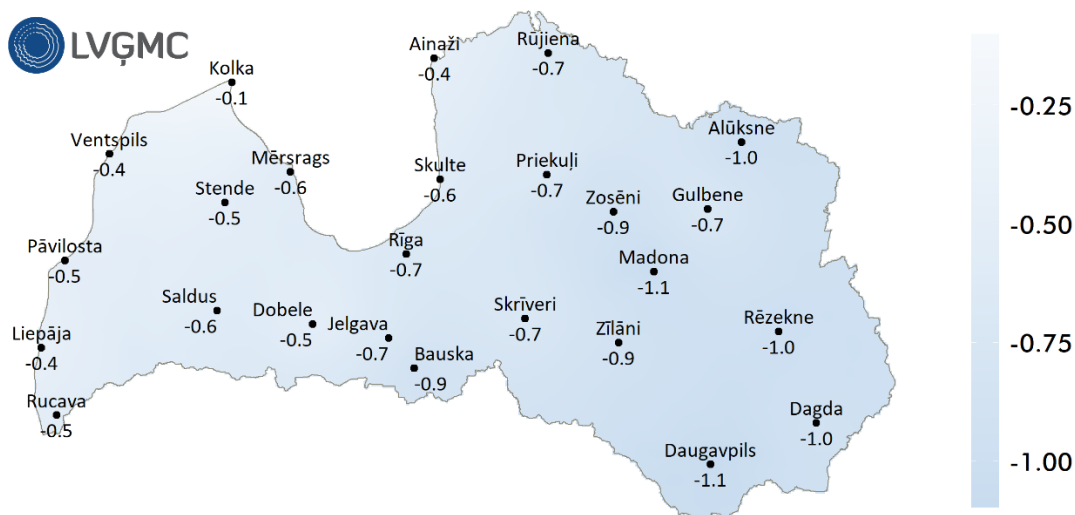 LVĢMC
Ainaži
-0.4
Rūjiena
-0.7
Kolka
-0.1
-0.25
Ventspils
-0.4
Alūksne
-1.0
Mērsrags
-0.6
Skulte
-0.6
Priekuļi
-0.7
Stende
-0.5
Zosēni
-0.9
Gulbene
-0.7
-0.50
Pāvilosta
-0.5
Rīga
-0.7
Madona
-1.1
Saldus
-0.6
Dobele
-0.5
Jelgava
-0.7
Skrīveri
-0.7
Zīlāni
-0.9
Rēzekne
-1.0
-0.75
Liepāja
-0.4
Bauska
-0.9
Rucava
-0.5
Dagda
-1.0
Daugavpils
-1.1
-1.00